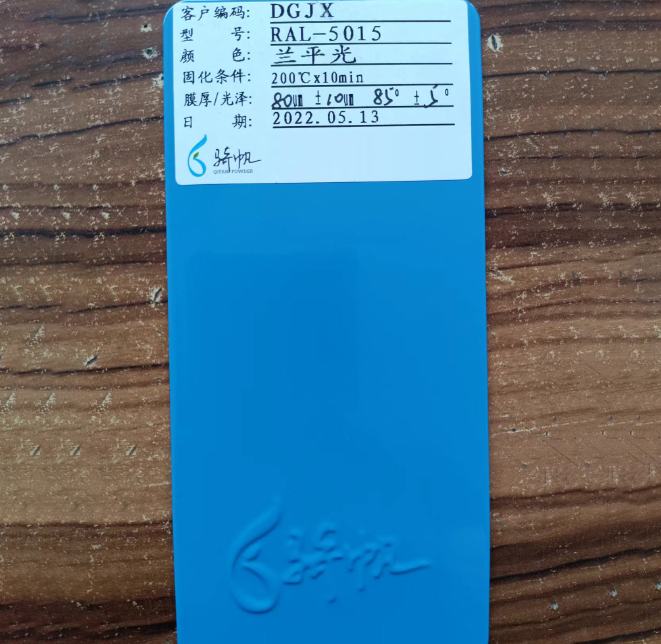 客户编码: DGJX
型 号: RAL-5015
颜 色: 兰平光
固化条件: 200℃x10min
膜厚/光泽: 80um ±10um 85° ±5°
日 期: 2022.05.13
骑帆
QIFAN POWDER
骑帆